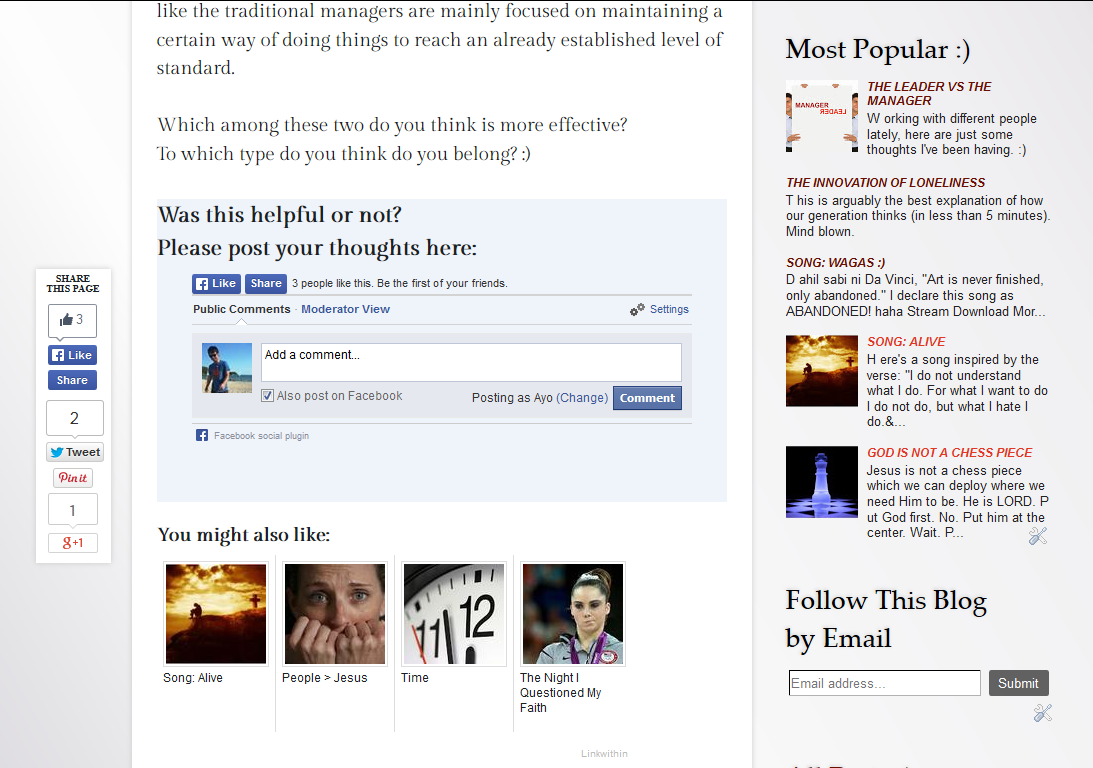 like the traditional managers are mainly focused on maintaining a
certain way of doing things to reach an already established level of
standard.
Which among these two do you think is more effective?
To which type do you think do you belong? :)
Was this helpful or not?
Please post your thoughts here:
Like Share 3 people like this. Be the first of your friends.
Public Comments · Moderator View Settings
Add a comment...
Also post on Facebook Posting as Ayo (Change) Comment
Facebook social plugin
You might also like:
Song: Alive
People > Jesus
11 12
Time
The Night I
Questioned My
Faith
Linkwithin
SHARE
THIS PAGE
3
Like
Share
2
Tweet
Pin it
1
g+1
Most Popular :)
MANAGER
LEADER
THE LEADER VS THE
MANAGER
W orking with different people
lately, here are just some
thoughts I've been having. :)
THE INNOVATION OF LONELINESS
T his is arguably the best explanation of how
our generation thinks (in less than 5 minutes).
Mind blown.
SONG: WAGAS :)
D ahil sabi ni Da Vinci, "Art is never finished,
only abandoned." I declare this song as
ABANDONED! haha Stream Download Mor...
SONG: ALIVE
H ere's a song inspired by the
verse: "I do not understand
what I do. For what I want to do
I do not do, but what I hate I
do.&...
GOD IS NOT A CHESS PIECE
Jesus is not a chess piece
which we can deploy where we
need Him to be. He is LORD. P
ut God first. No. Put him at the
center. Wait. P...
Follow This Blog
by Email
Email address... Submit